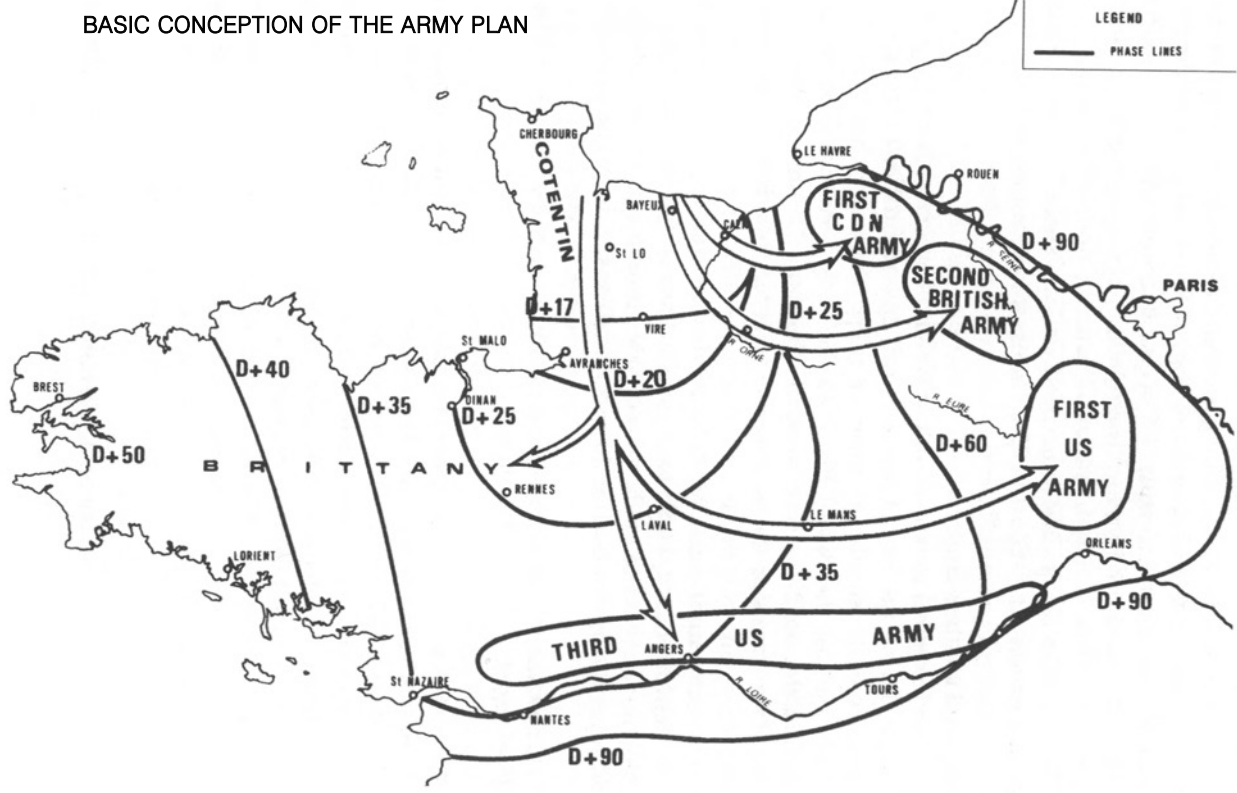 BASIC CONCEPTION OF THE ARMY PLAN
LEGEND
PHASE LINES
CHERBOURG
COTENTIN
LE HAVRE
ROUEN
BAYEUX
CAEN
St LO
FIRST
CDN
ARMY
D+90
R SEINE
SECOND
BRITISH
ARMY
PARIS
D+17
VIRE
D+25
R ORNE
St MALO
AVRANCHES
D+20
D+40
BREST
DINAN
D+35
D+25
R EURE
FIRST
US
ARMY
D+50
BRITTANY
D+60
RENNES
LAVAL
LE MANS
LORIENT
ORLEANS
D+35
D+90
THIRD US ARMY
ANGERS
St NAZAIRE
R LOIRE
TOURS
NANTES
D+90